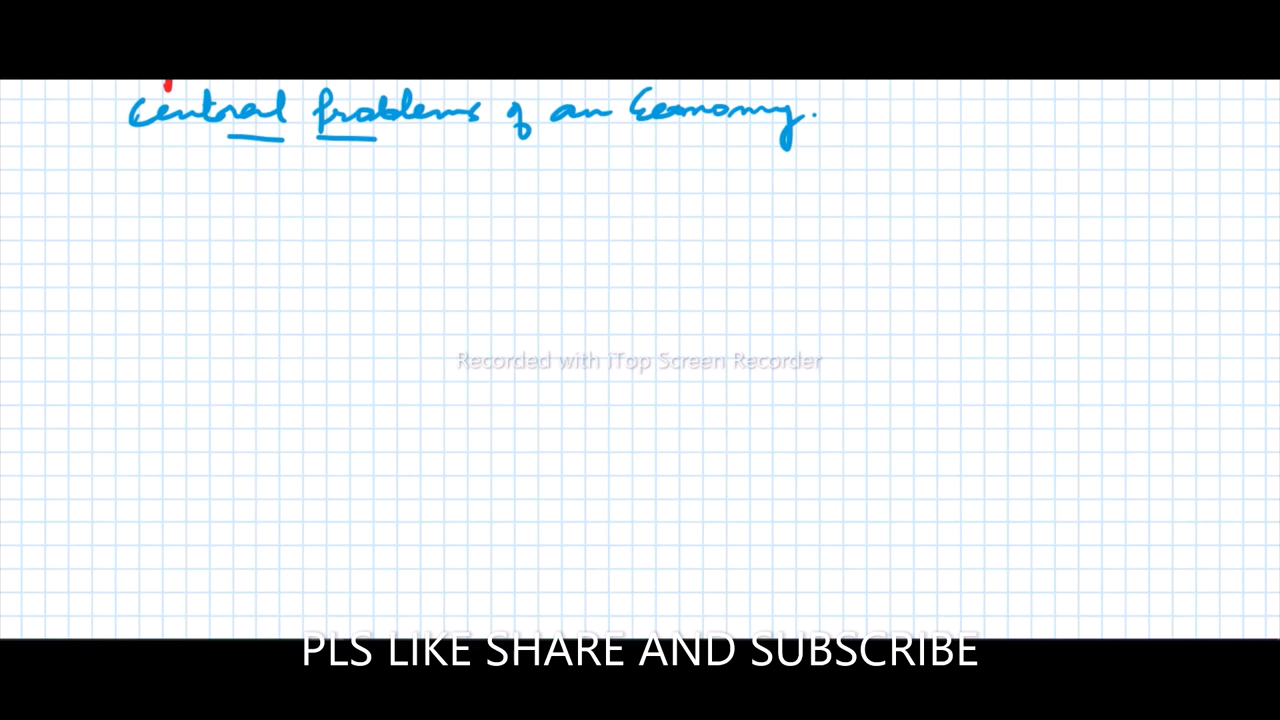 Central problems of an Economy.
Recorded with iTop Screen Recorder
PLS LIKE SHARE AND SUBSCRIBE